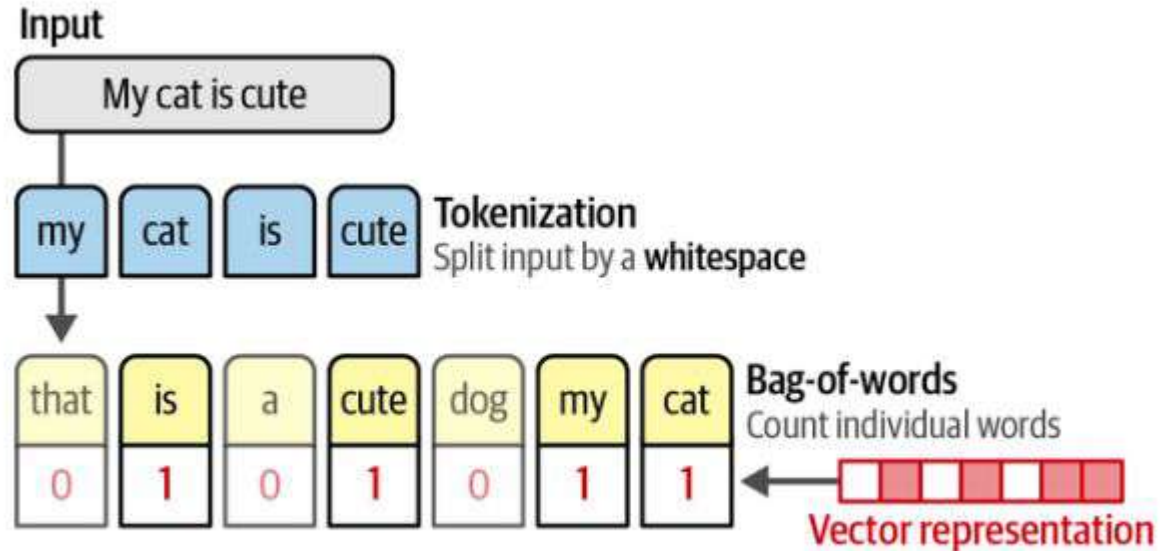 Input
My cat is cute
my cat is cute
Tokenization
Split input by a whitespace
that is a cute dog my cat
Bag-of-words
Count individual words
0 1 0 1 0 1 1
Vector representation